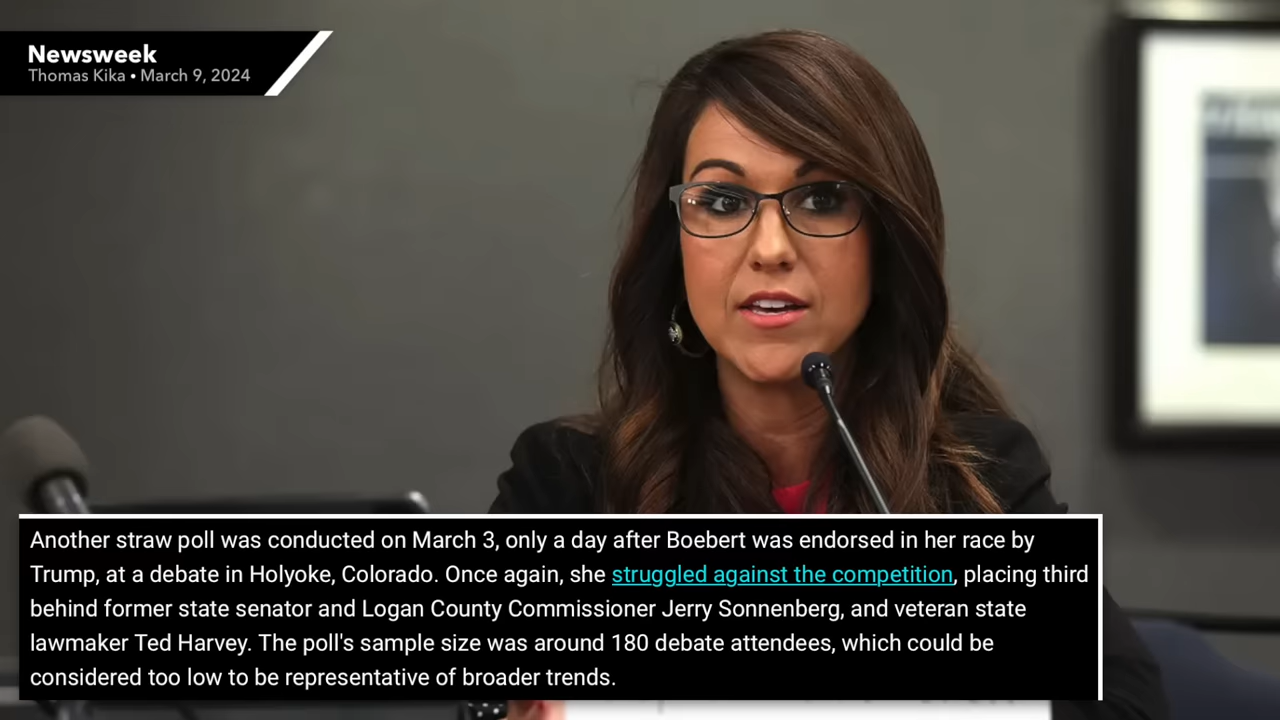 Newsweek
Thomas Kika • March 9, 2024
Another straw poll was conducted on March 3, only a day after Boebert was endorsed in her race by
Trump, at a debate in Holyoke, Colorado. Once again, she struggled against the competition, placing third
behind former state senator and Logan County Commissioner Jerry Sonnenberg, and veteran state
lawmaker Ted Harvey. The poll's sample size was around 180 debate attendees, which could be
considered too low to be representative of broader trends.